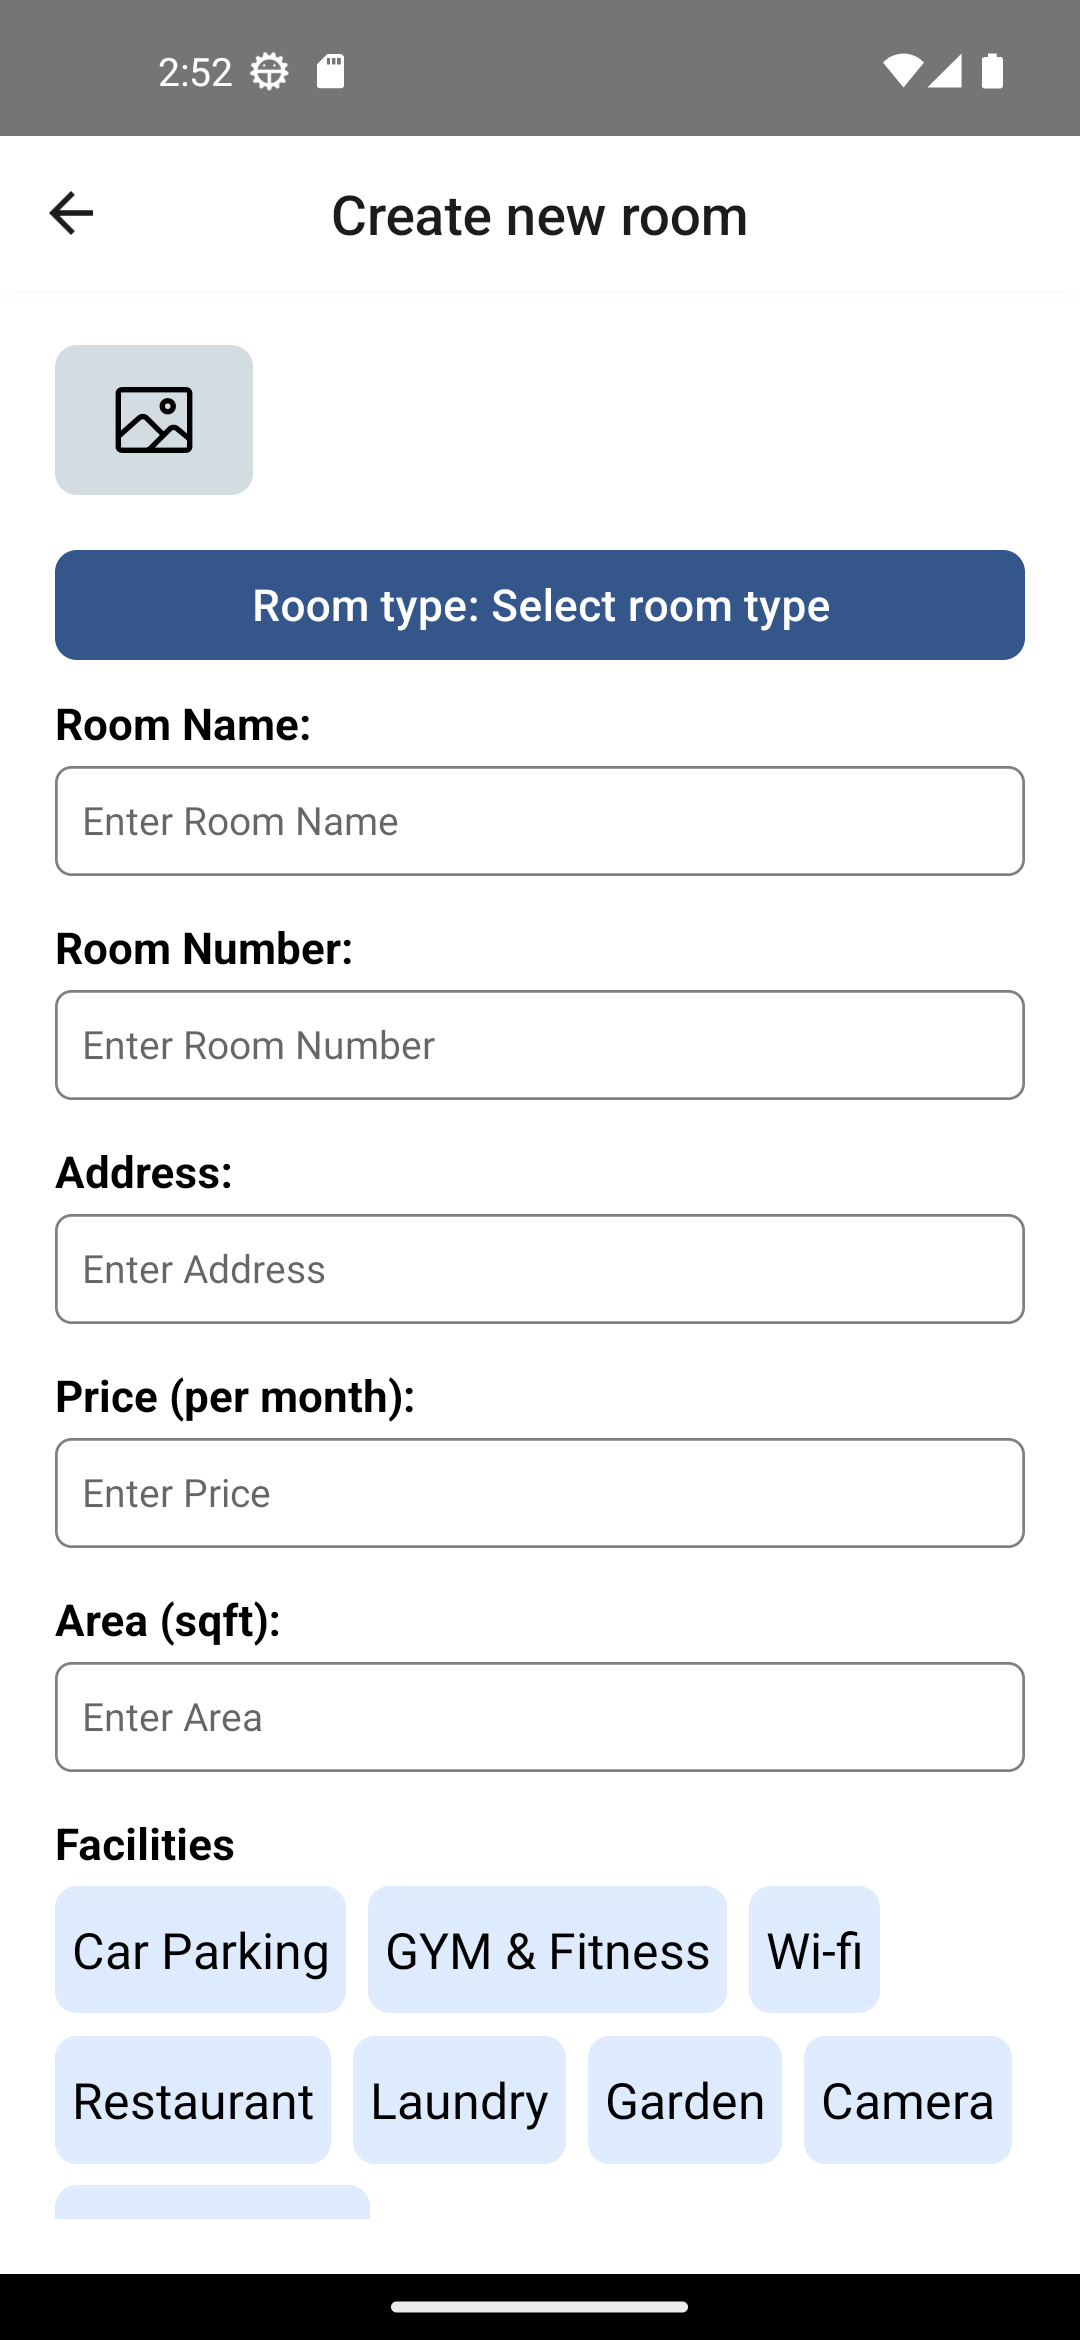 2:52
Create new room
Room type: Select room type
Room Name:
Enter Room Name
Room Number:
Enter Room Number
Address:
Enter Address
Price (per month):
Enter Price
Area (sqft):
Enter Area
Facilities
Car Parking GYM & Fitness Wi-fi
Restaurant Laundry Garden Camera